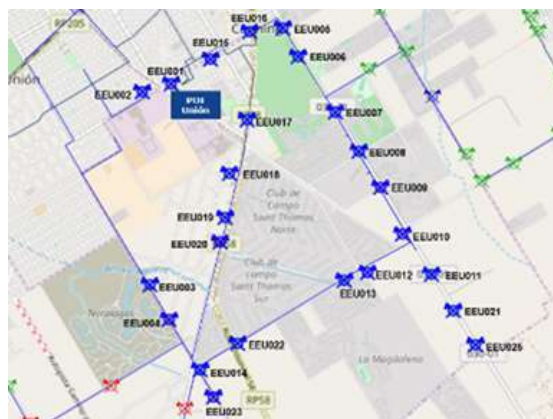 EEU016
EEU005
RP205
EEU015
EEU006
Unión
EEU001
EEU002
PDI
Unión
EEU007
EEU017
EEU008
EEU018
EEU009
Club de
Campo
Saint Thomas
Norte
EEU019
EEU010
EEU020
Club de
campo
Saint Thomas
Sur
EEU012
EEU011
EEU003
EEU013
EEU004
EEU021
EEU022
EEU025
La Magdalena
EEU014
RP58
EEU023